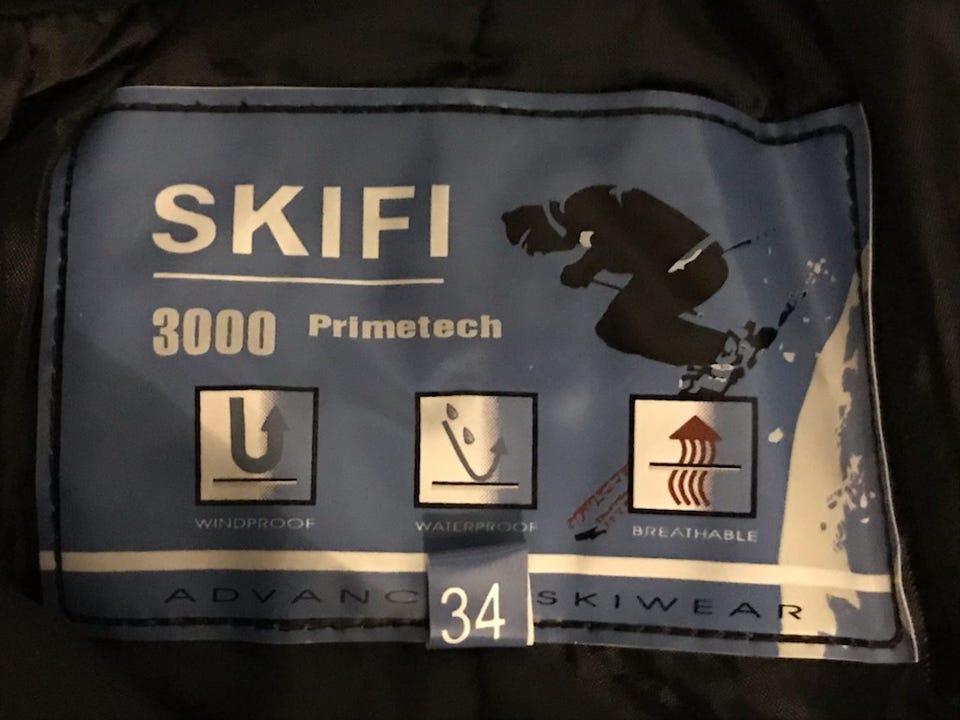 SKIFI
3000 Primetech
WINDPROOF WATERPROOF BREATHABLE
ADVANC SKIWEAR
34